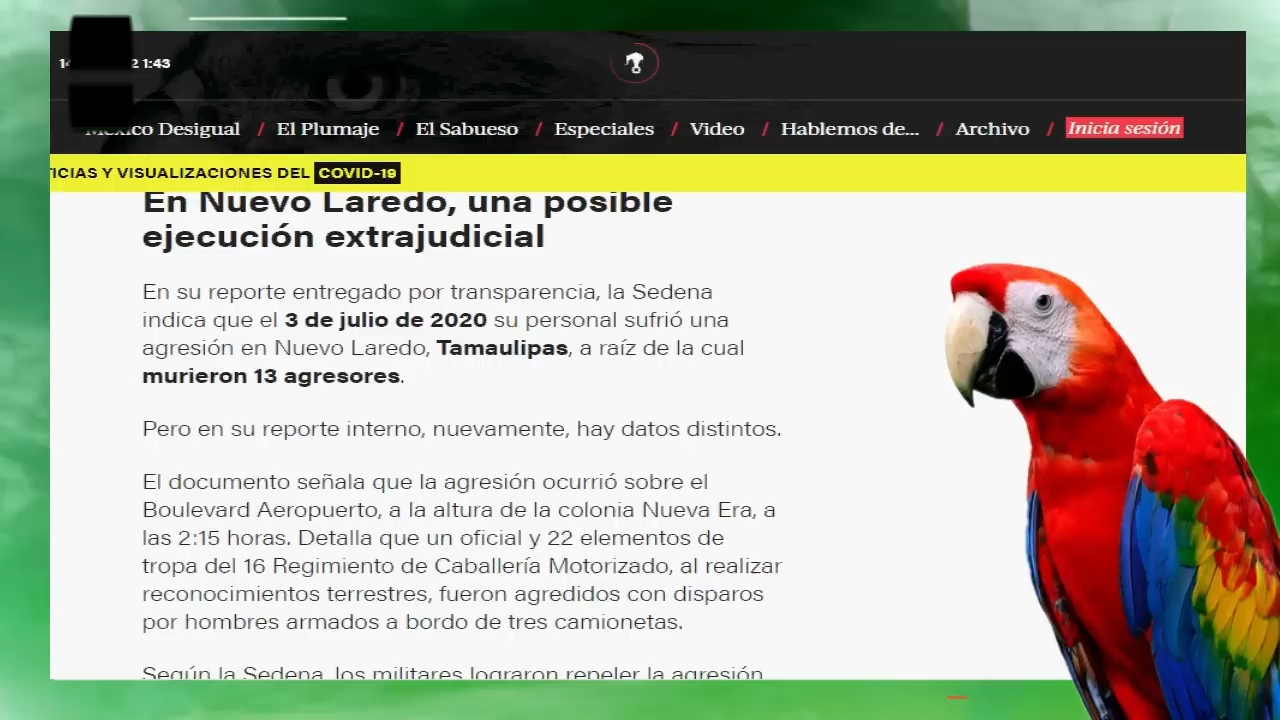 2 1:43
México Desigual / El Plumaje / El Sabueso / Especiales / Video / Hablemos de... / Archivo / Inicia sesión
ICIAS Y VISUALIZACIONES DEL COVID-19
En Nuevo Laredo, una posible
ejecución extrajudicial
En su reporte entregado por transparencia, la Sedena
indica que el 3 de julio de 2020 su personal sufrió una
agresión en Nuevo Laredo, Tamaulipas, a raíz de la cual
murieron 13 agresores.
Pero en su reporte interno, nuevamente, hay datos distintos.
El documento señala que la agresión ocurrió sobre el
Boulevard Aeropuerto, a la altura de la colonia Nueva Era, a
las 2:15 horas. Detalla que un oficial y 22 elementos de
tropa del 16 Regimiento de Caballería Motorizado, al realizar
reconocimientos terrestres, fueron agredidos con disparos
por hombres armados a bordo de tres camionetas.
Según la Sedena, los militares lograron repeler la agresión